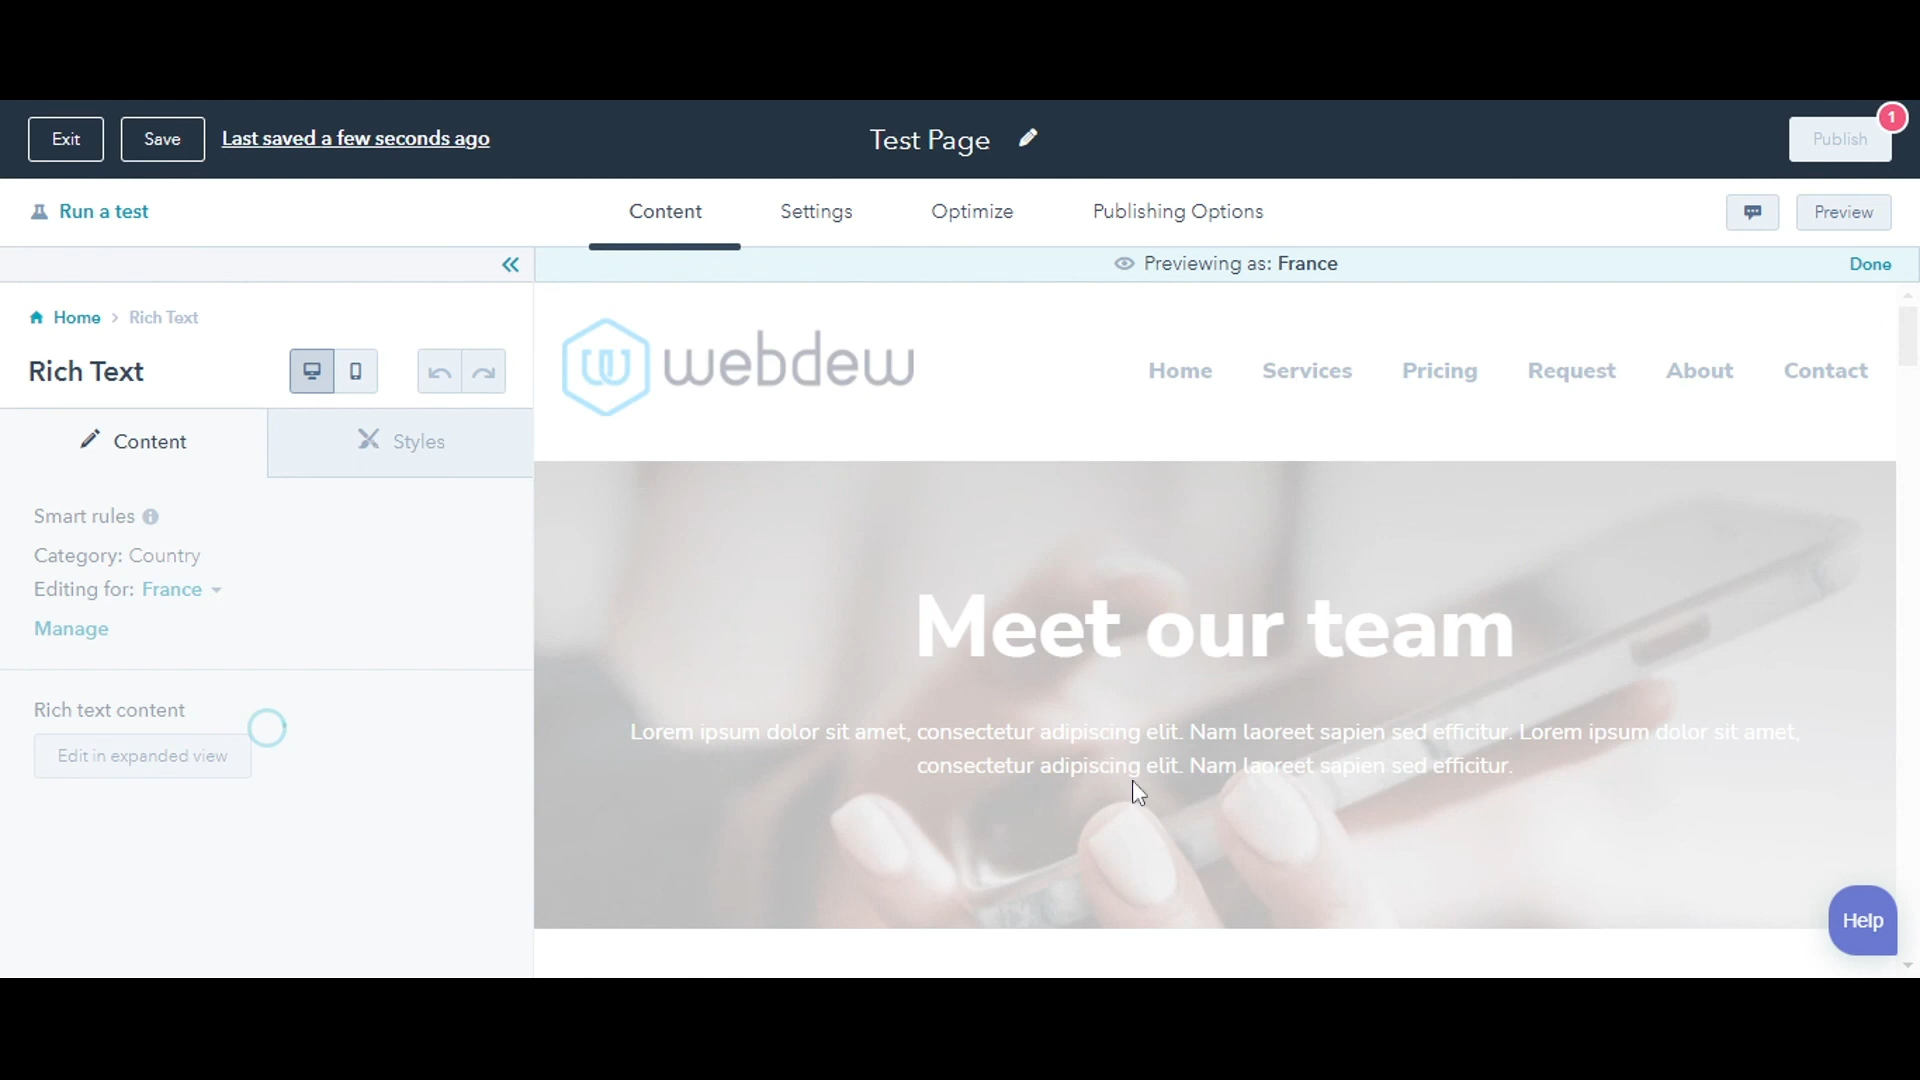 Exit Save Last saved a few seconds ago Test Page Publish 1
Run a test Content Settings Optimize Publishing Options Preview
Previewing as: France Done
Home > Rich Text
Rich Text
webdew Home Services Pricing Request About Contact
Content Styles
Smart rules
Category: Country
Editing for: France
Manage
Meet our team
Rich text content
Edit in expanded view
Lorem ipsum dolor sit amet, consectetur adipiscing elit. Nam laoreet sapien sed efficitur. Lorem ipsum dolor sit amet,
consectetur adipiscing elit. Nam laoreet sapien sed efficitur.
Help